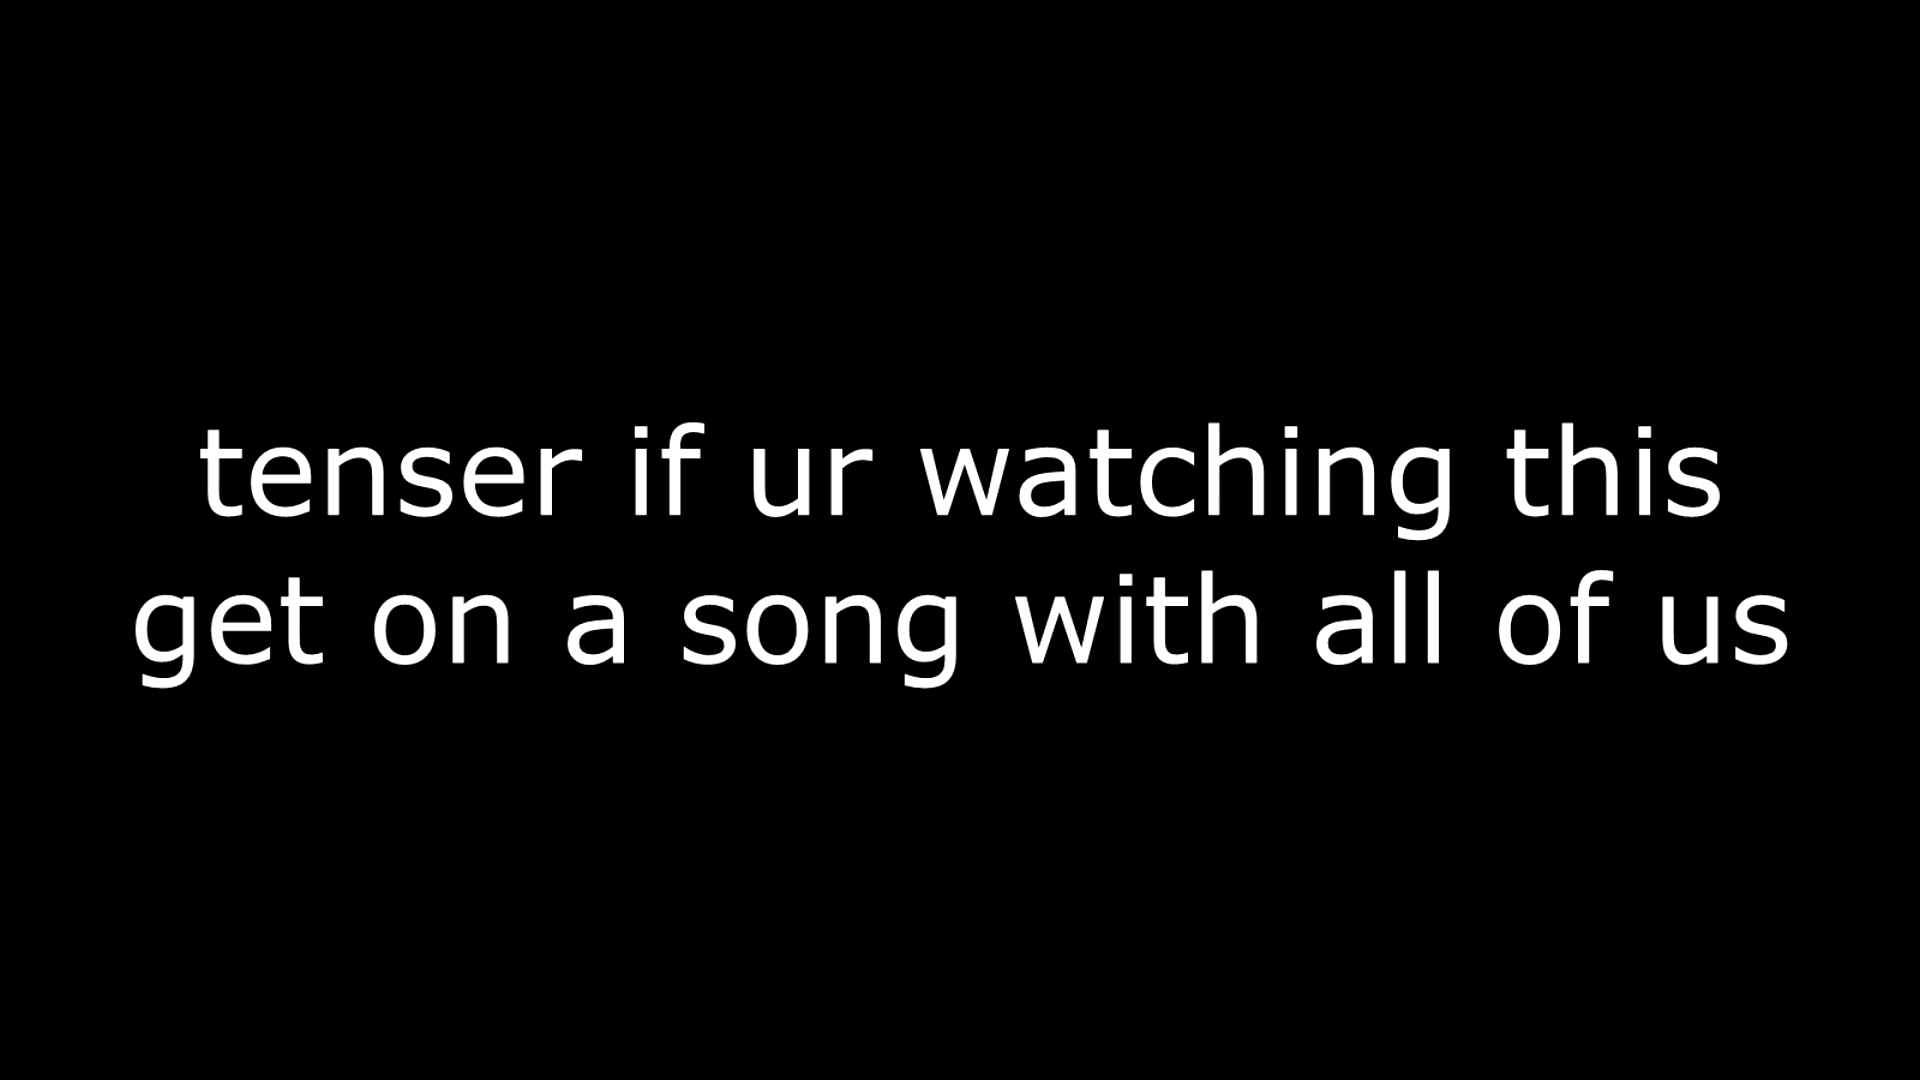 tenser if ur watching this
get on a song with all of us